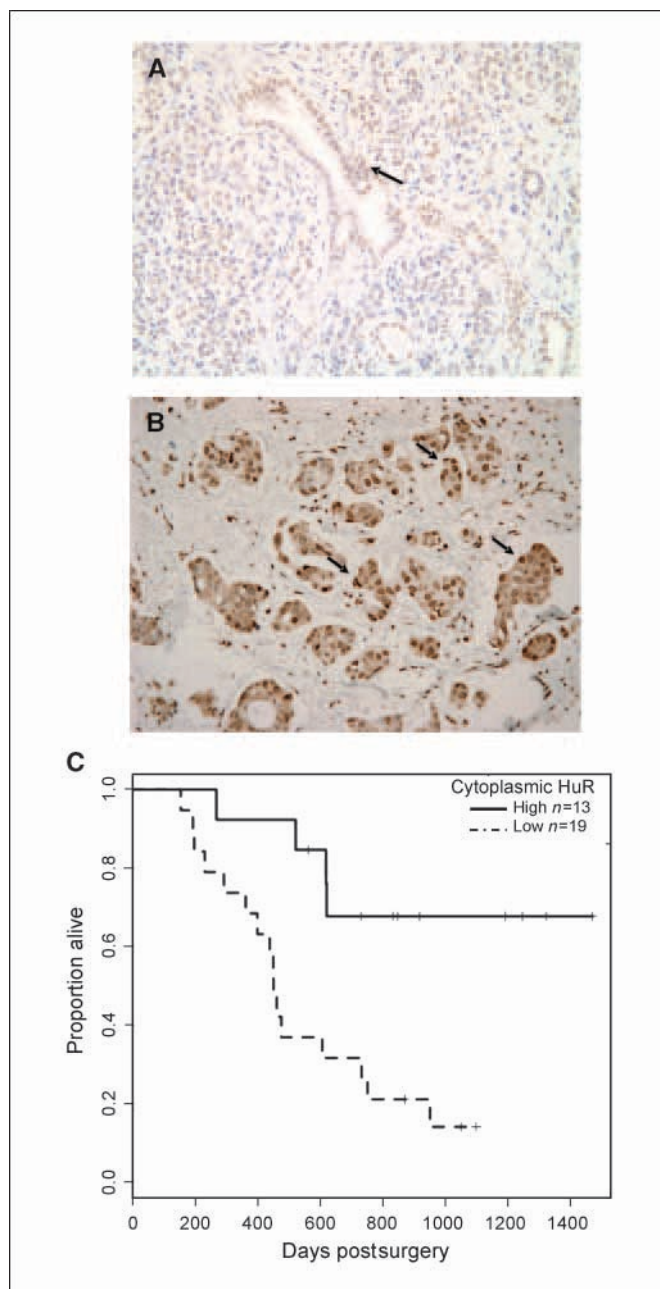 A
B
C
Cytoplasmic HuR
High n=13
Low n=19
Proportion alive
1.0
0.8
0.6
0.4
0.2
0.0
0 200 400 600 800 1000 1200 1400
Days postsurgery